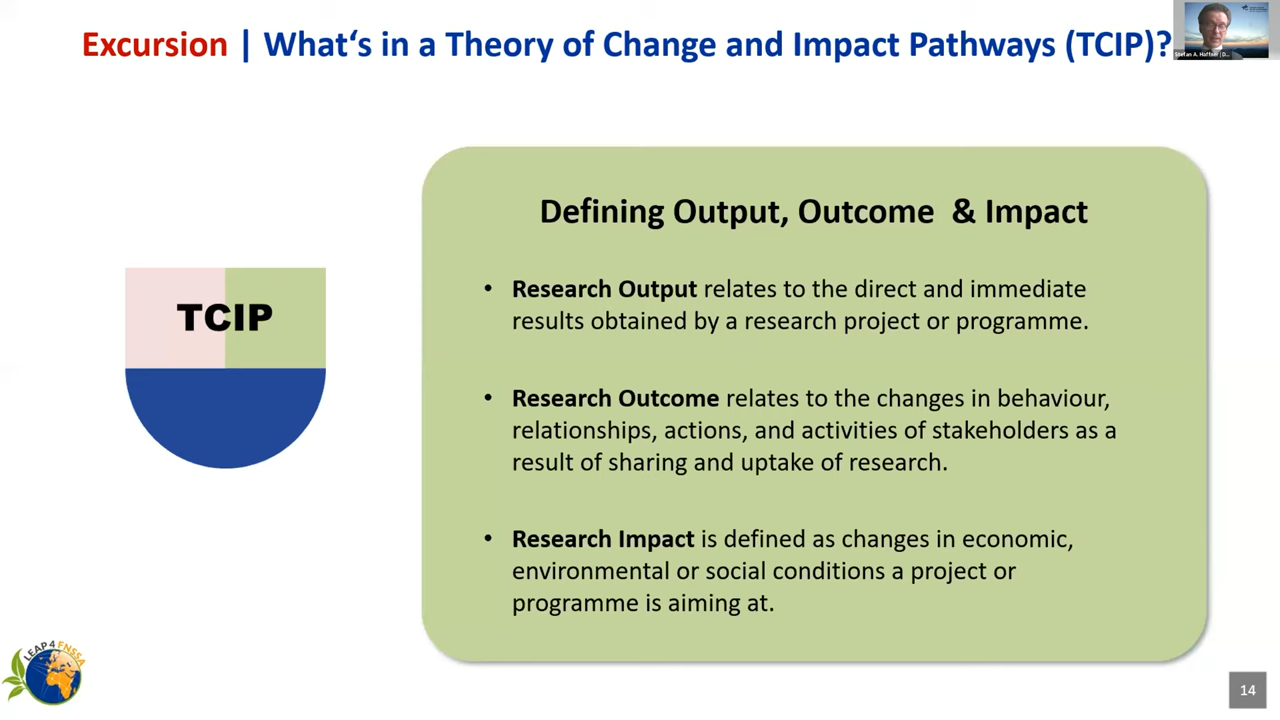 Excursion | What‘s in a Theory of Change and Impact Pathways (TCIP)?
Stefan A. Haffner | D...
TCIP
Defining Output, Outcome & Impact
• Research Output relates to the direct and immediate
results obtained by a research project or programme.
• Research Outcome relates to the changes in behaviour,
relationships, actions, and activities of stakeholders as a
result of sharing and uptake of research.
• Research Impact is defined as changes in economic,
environmental or social conditions a project or
programme is aiming at.
LEAP4FNSSA
14